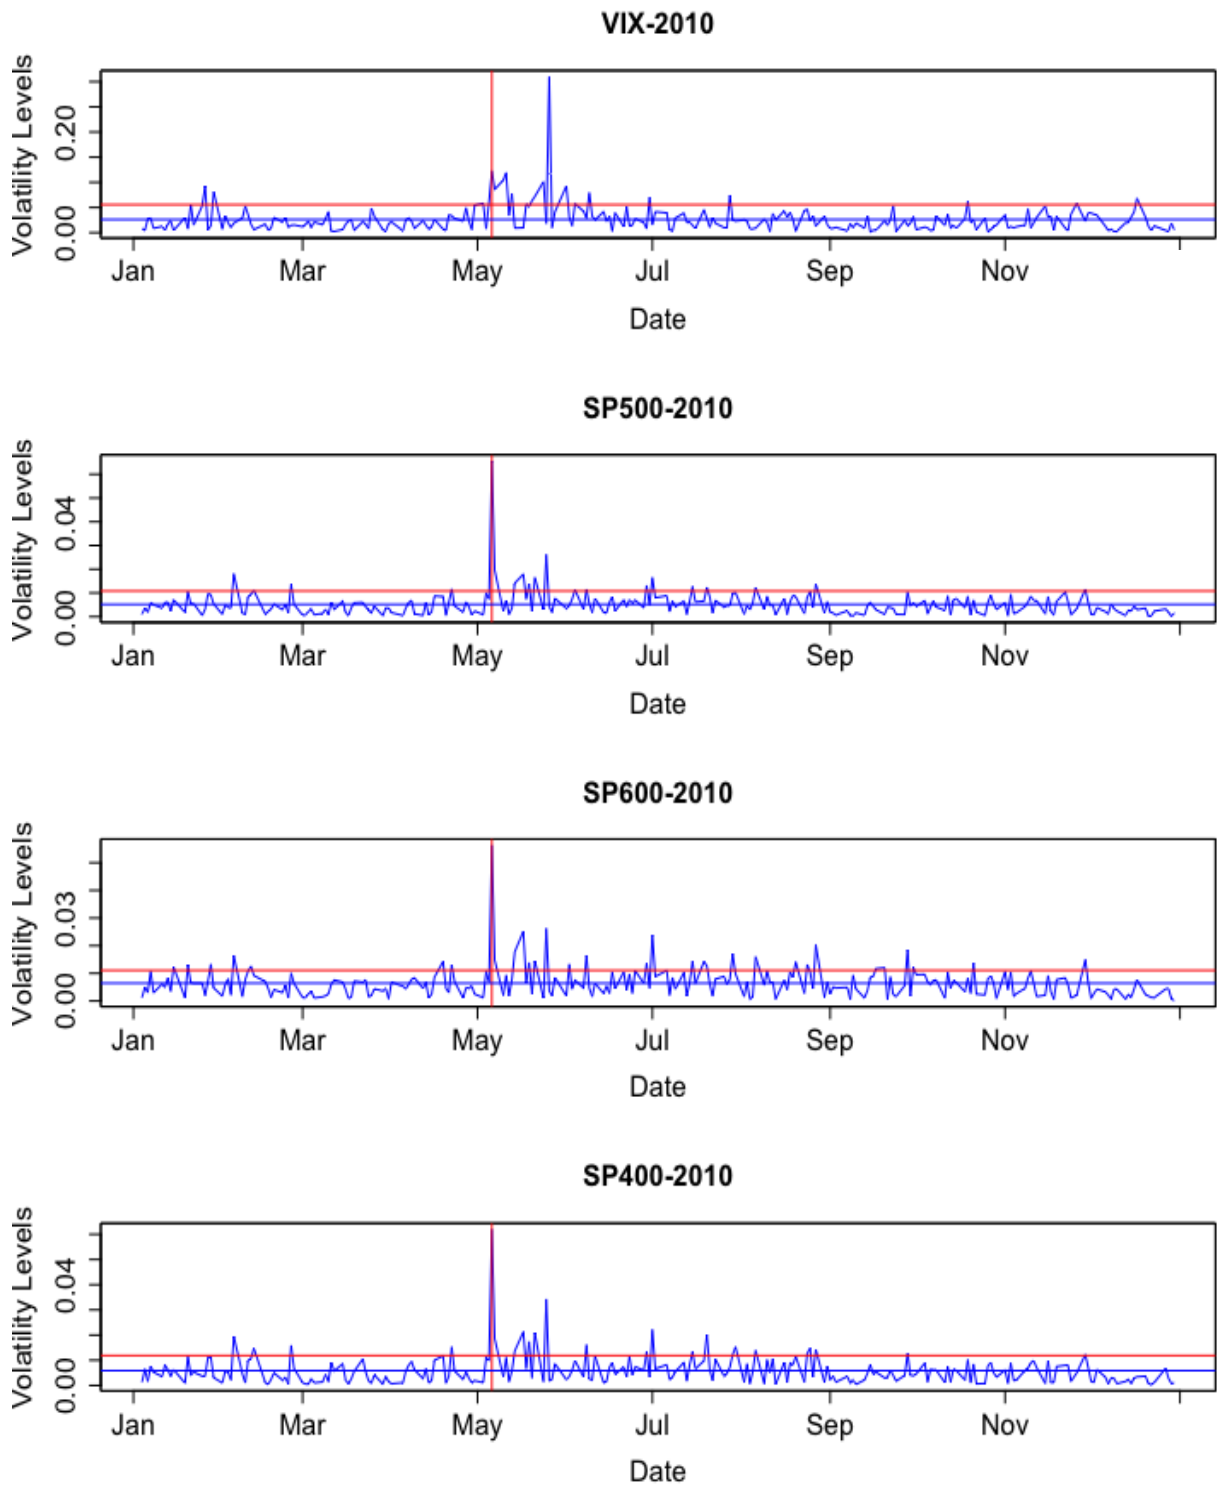 VIX-2010
Volatility Levels
0.20
0.00
Jan Mar May Jul Sep Nov
Date
SP500-2010
Volatility Levels
0.04
0.00
Jan Mar May Jul Sep Nov
Date
SP600-2010
Volatility Levels
0.03
0.00
Jan Mar May Jul Sep Nov
Date
SP400-2010
Volatility Levels
0.04
0.00
Jan Mar May Jul Sep Nov
Date